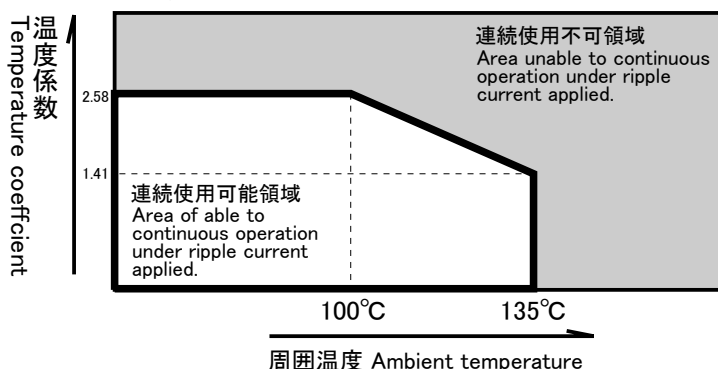 温度係数
Temperature coeffcient
連続使用不可領域
Area unable to continuous
operation under ripple
current applied.
2.58
1.41
連続使用可能領域
Area of able to
continuous operation
under ripple current
applied.
100℃
135℃
周囲温度 Ambient temperature